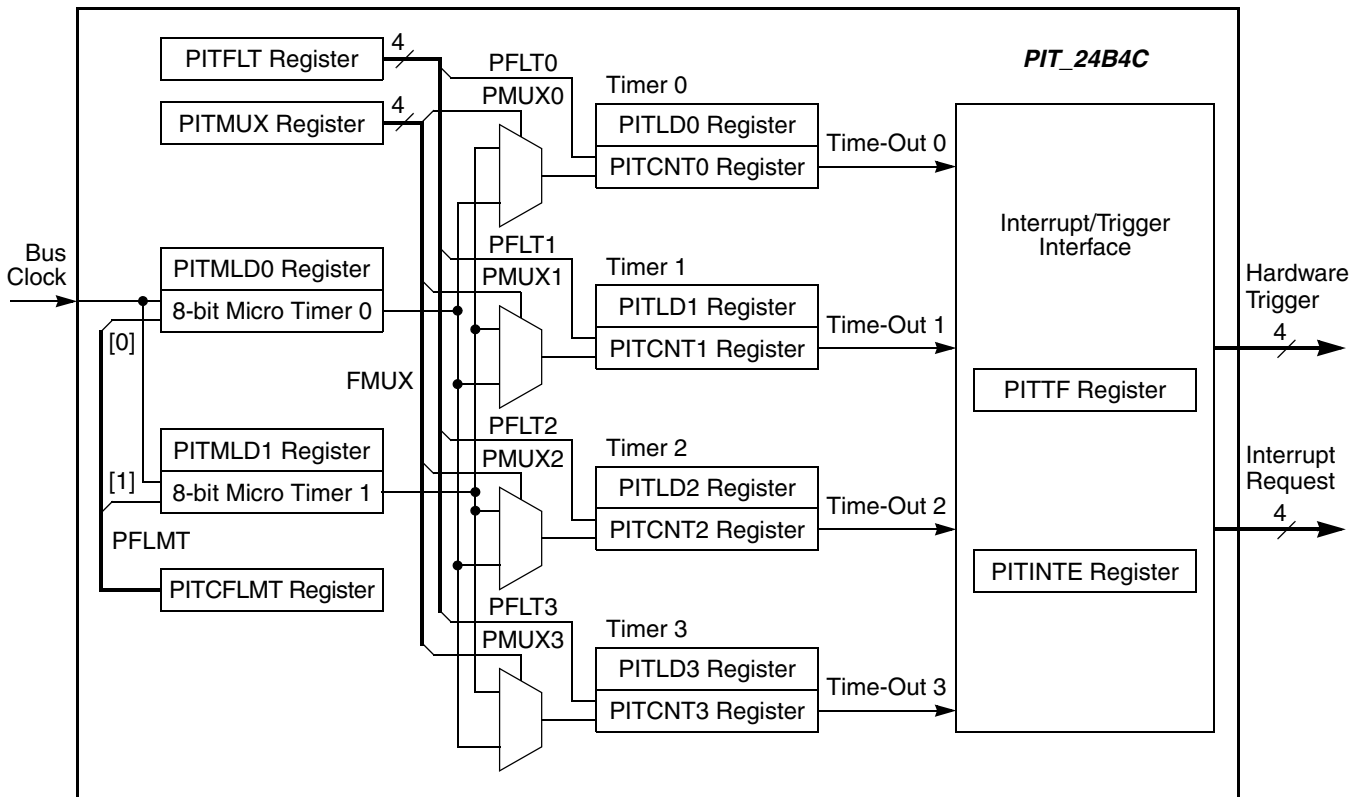 PITFLT Register
4
PITMUX Register
4
PFLT0
PMUX0
Timer 0
PITLD0 Register
PITCNT0 Register
Time-Out 0
PIT_24B4C
Interrupt/Trigger
Interface
Bus
Clock
PITMLD0 Register
8-bit Micro Timer 0
[0]
PFLT1
PMUX1
Timer 1
PITLD1 Register
PITCNT1 Register
Time-Out 1
Hardware
Trigger
4
FMUX
PITTF Register
PITMLD1 Register
8-bit Micro Timer 1
[1]
PFLMT
PITCFLMT Register
PFLT2
PMUX2
Timer 2
PITLD2 Register
PITCNT2 Register
Time-Out 2
Interrupt
Request
4
PITINTE Register
PFLT3
PMUX3
Timer 3
PITLD3 Register
PITCNT3 Register
Time-Out 3